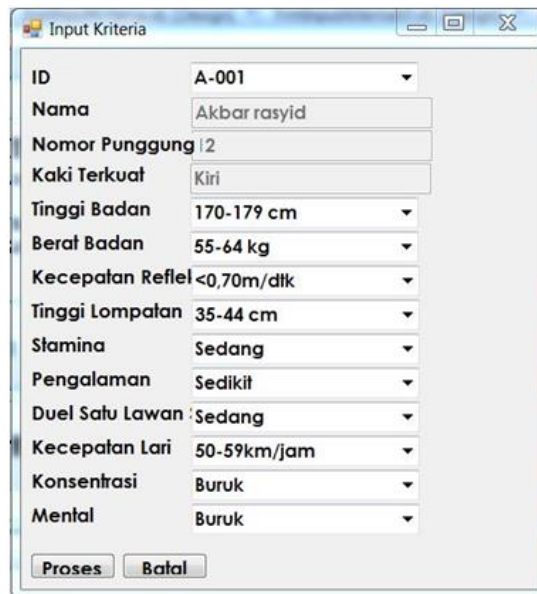 Input Kriteria
ID A-001
Nama Akbar rasyid
Nomor Punggung 12
Kaki Terkuat Kiri
Tinggi Badan 170-179 cm
Berat Badan 55-64 kg
Kecepatan Reflek <0,70m/dtk
Tinggi Lompatan 35-44 cm
Stamina Sedang
Pengalaman Sedikit
Duel Satu Lawan Sedang
Kecepatan Lari 50-59km/jam
Konsentrasi Buruk
Mental Buruk
Proses Batal